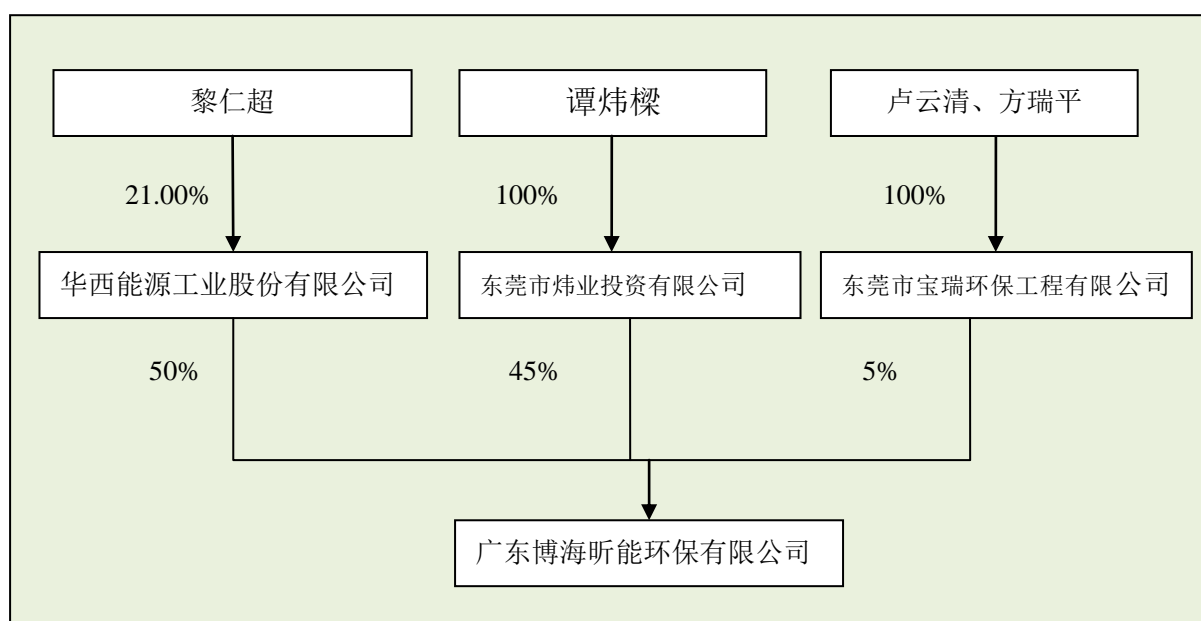 黎仁超
谭炜樑
卢云清、方瑞平
21.00%
100%
100%
华西能源工业股份有限公司
东莞市炜业投资有限公司
东莞市宝瑞环保工程有限公司
50%
45%
5%
广东博海昕能环保有限公司